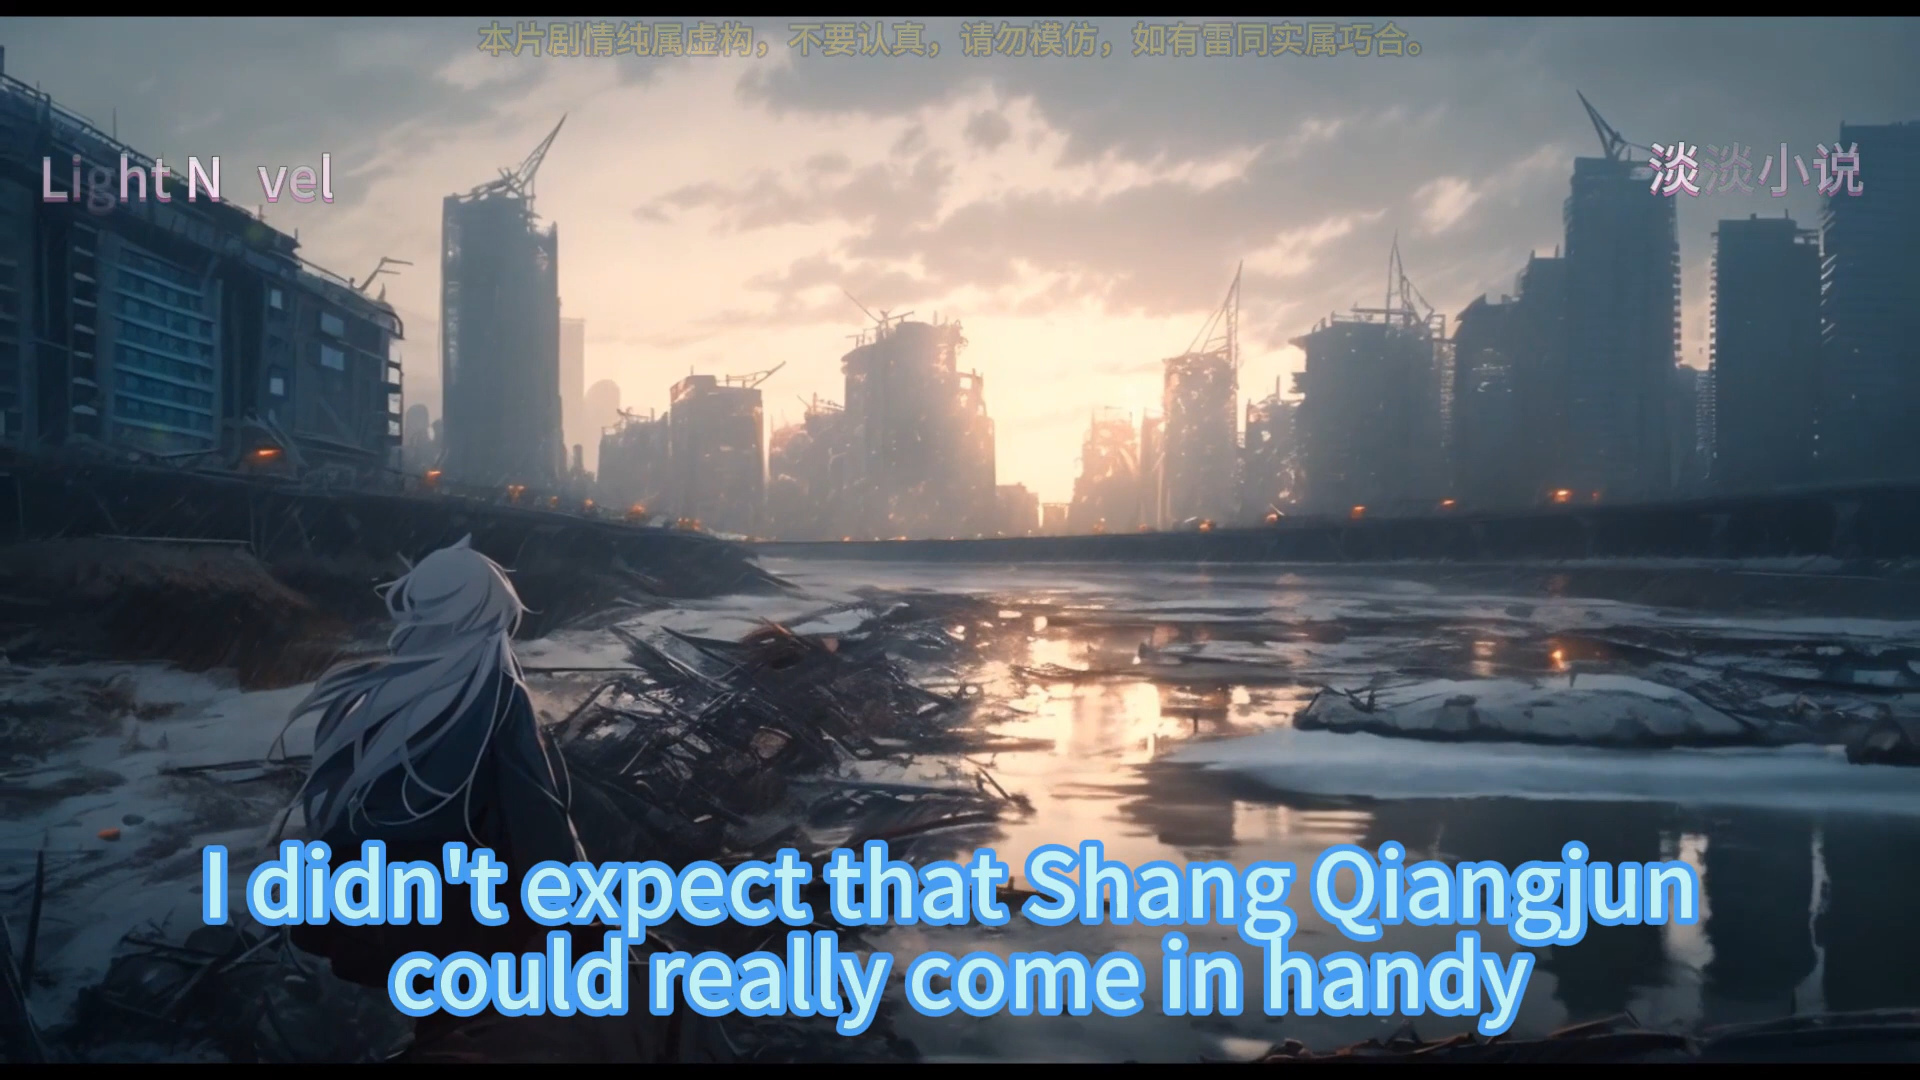 本片剧情纯属虚构，不要认真，请勿模仿，如有雷同实属巧合。
Light N vel
淡淡小说
I didn't expect that Shang Qiangjun
could really come in handy